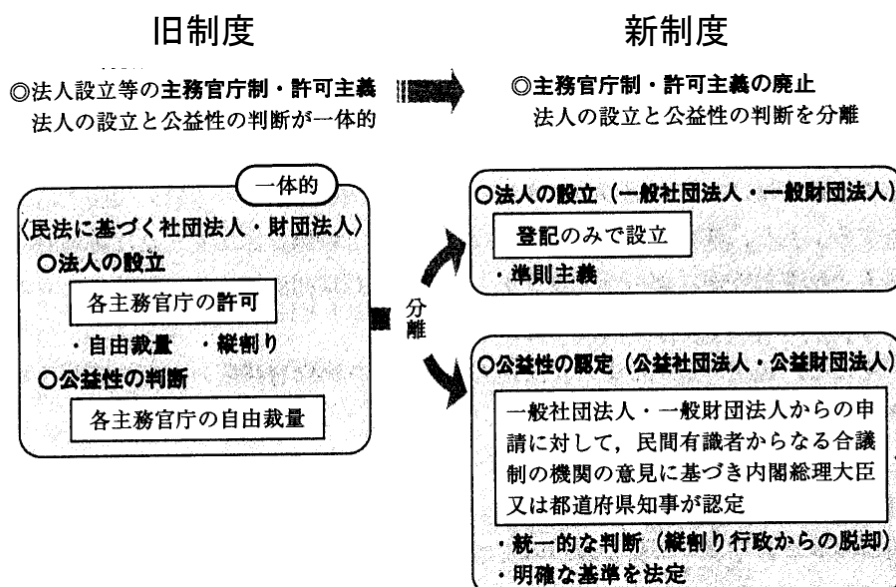 旧制度
◎法人設立等の主務官庁制・許可主義
法人の設立と公益性の判断が一体的
一体的
〈民法に基づく社団法人・財団法人〉
○法人の設立
各主務官庁の許可
・自由裁量 ・縦割り
○公益性の判断
各主務官庁の自由裁量
分離
新制度
◎主務官庁制・許可主義の廃止
法人の設立と公益性の判断を分離
○法人の設立（一般社団法人・一般財団法人）
登記のみで設立
・準則主義
○公益性の認定（公益社団法人・公益財団法人）
一般社団法人・一般財団法人からの申
請に対して，民間有識者からなる合議
制の機関の意見に基づき内閣総理大臣
又は都道府県知事が認定
・統一的な判断（縦割り行政からの脱却）
・明確な基準を法定